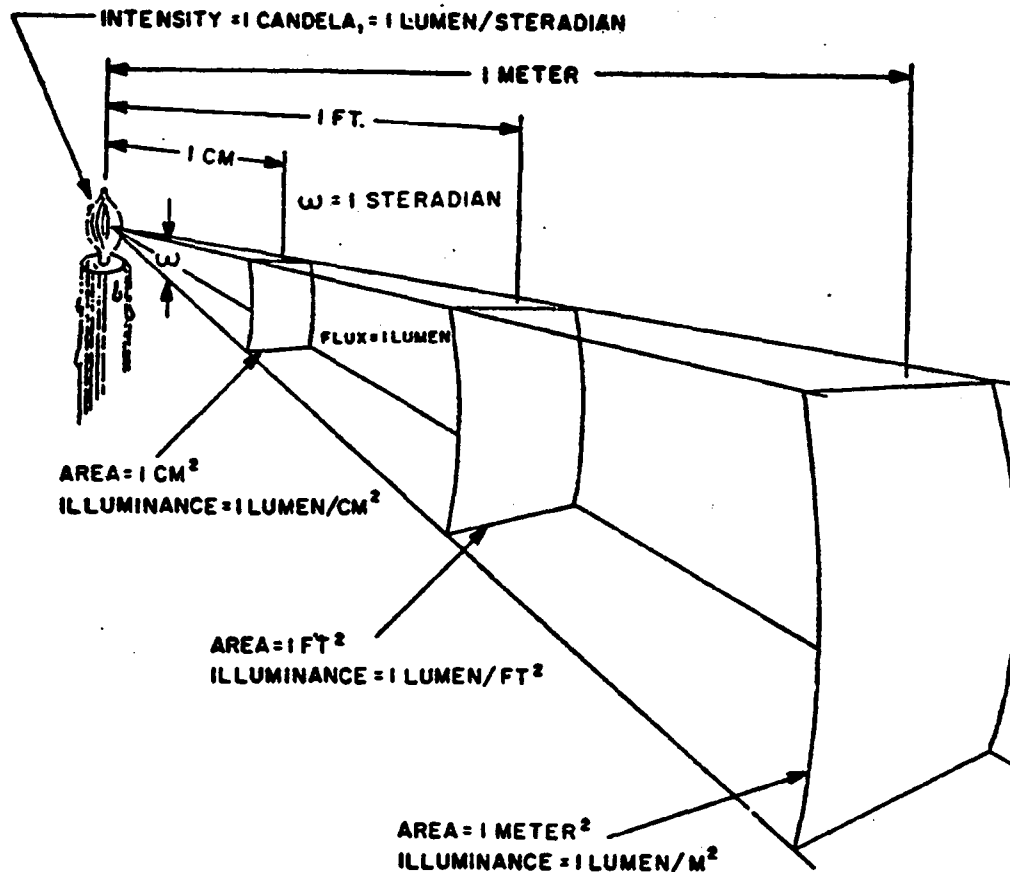 INTENSITY = 1 CANDELA, = 1 LUMEN/STERADIAN
1 METER
1 FT.
1 CM
ω = 1 STERADIAN
ω
FLUX = 1 LUMEN
AREA = 1 CM²
ILLUMINANCE = 1 LUMEN/CM²
AREA = 1 FT²
ILLUMINANCE = 1 LUMEN/FT²
AREA = 1 METER²
ILLUMINANCE = 1 LUMEN/M²